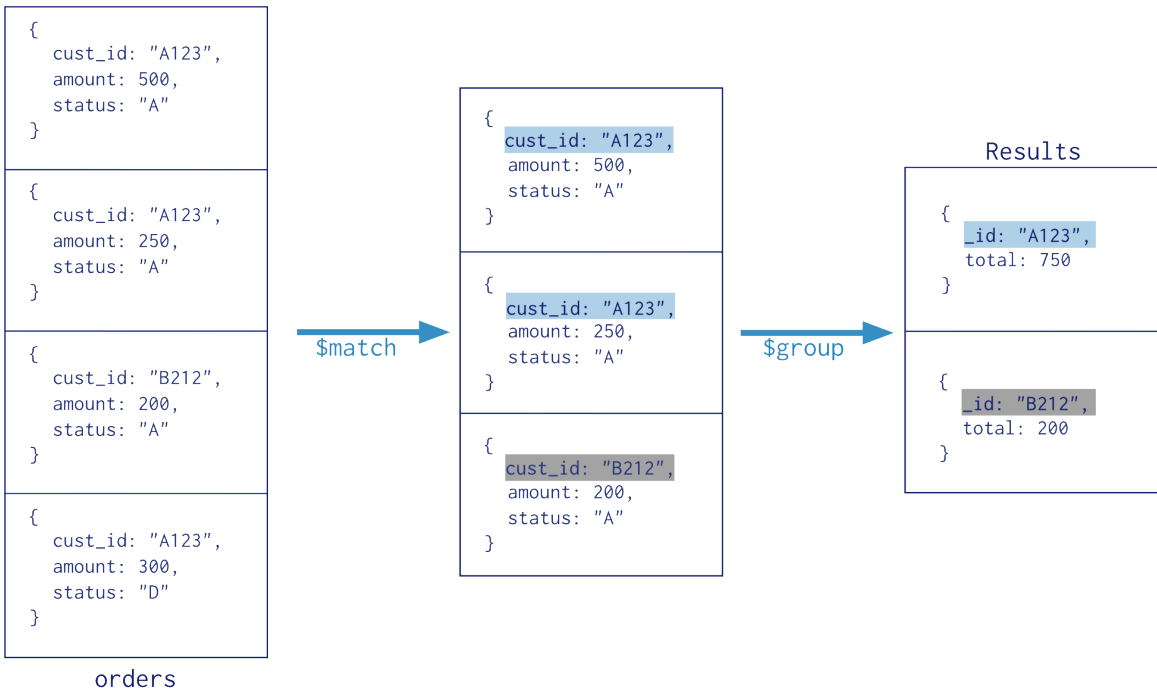 {
cust_id: "A123",
amount: 500,
status: "A"
}
{
cust_id: "A123",
amount: 250,
status: "A"
}
{
cust_id: "B212",
amount: 200,
status: "A"
}
{
cust_id: "A123",
amount: 300,
status: "D"
}
orders
$match
{
cust_id: "A123",
amount: 500,
status: "A"
}
{
cust_id: "A123",
amount: 250,
status: "A"
}
{
cust_id: "B212",
amount: 200,
status: "A"
}
$group
Results
{
_id: "A123",
total: 750
}
{
_id: "B212",
total: 200
}